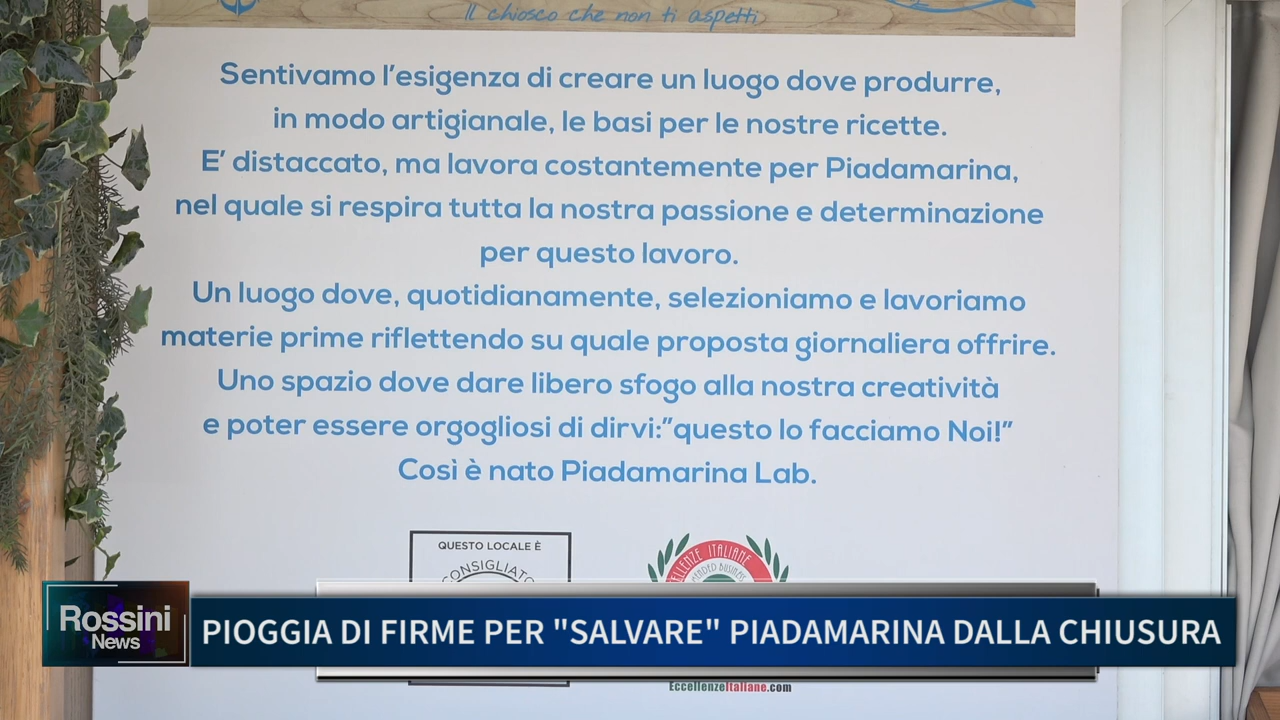 Il chiosco che non ti aspetti
Sentivamo l'esigenza di creare un luogo dove produrre,
in modo artigianale, le basi per le nostre ricette.
E' distaccato, ma lavora costantemente per Piadamarina,
nel quale si respira tutta la nostra passione e determinazione
per questo lavoro.
Un luogo dove, quotidianamente, selezioniamo e lavoriamo
materie prime riflettendo su quale proposta giornaliera offrire.
Uno spazio dove dare libero sfogo alla nostra creatività
e poter essere orgogliosi di dirvi:"questo lo facciamo Noi!"
Così è nato Piadamarina Lab.
QUESTO LOCALE È
CONSIGLIATO
ITALIANE
BUSINESS
Rossini
News
PIOGGIA DI FIRME PER "SALVARE" PIADAMARINA DALLA CHIUSURA
EccellenzeItaliane.com